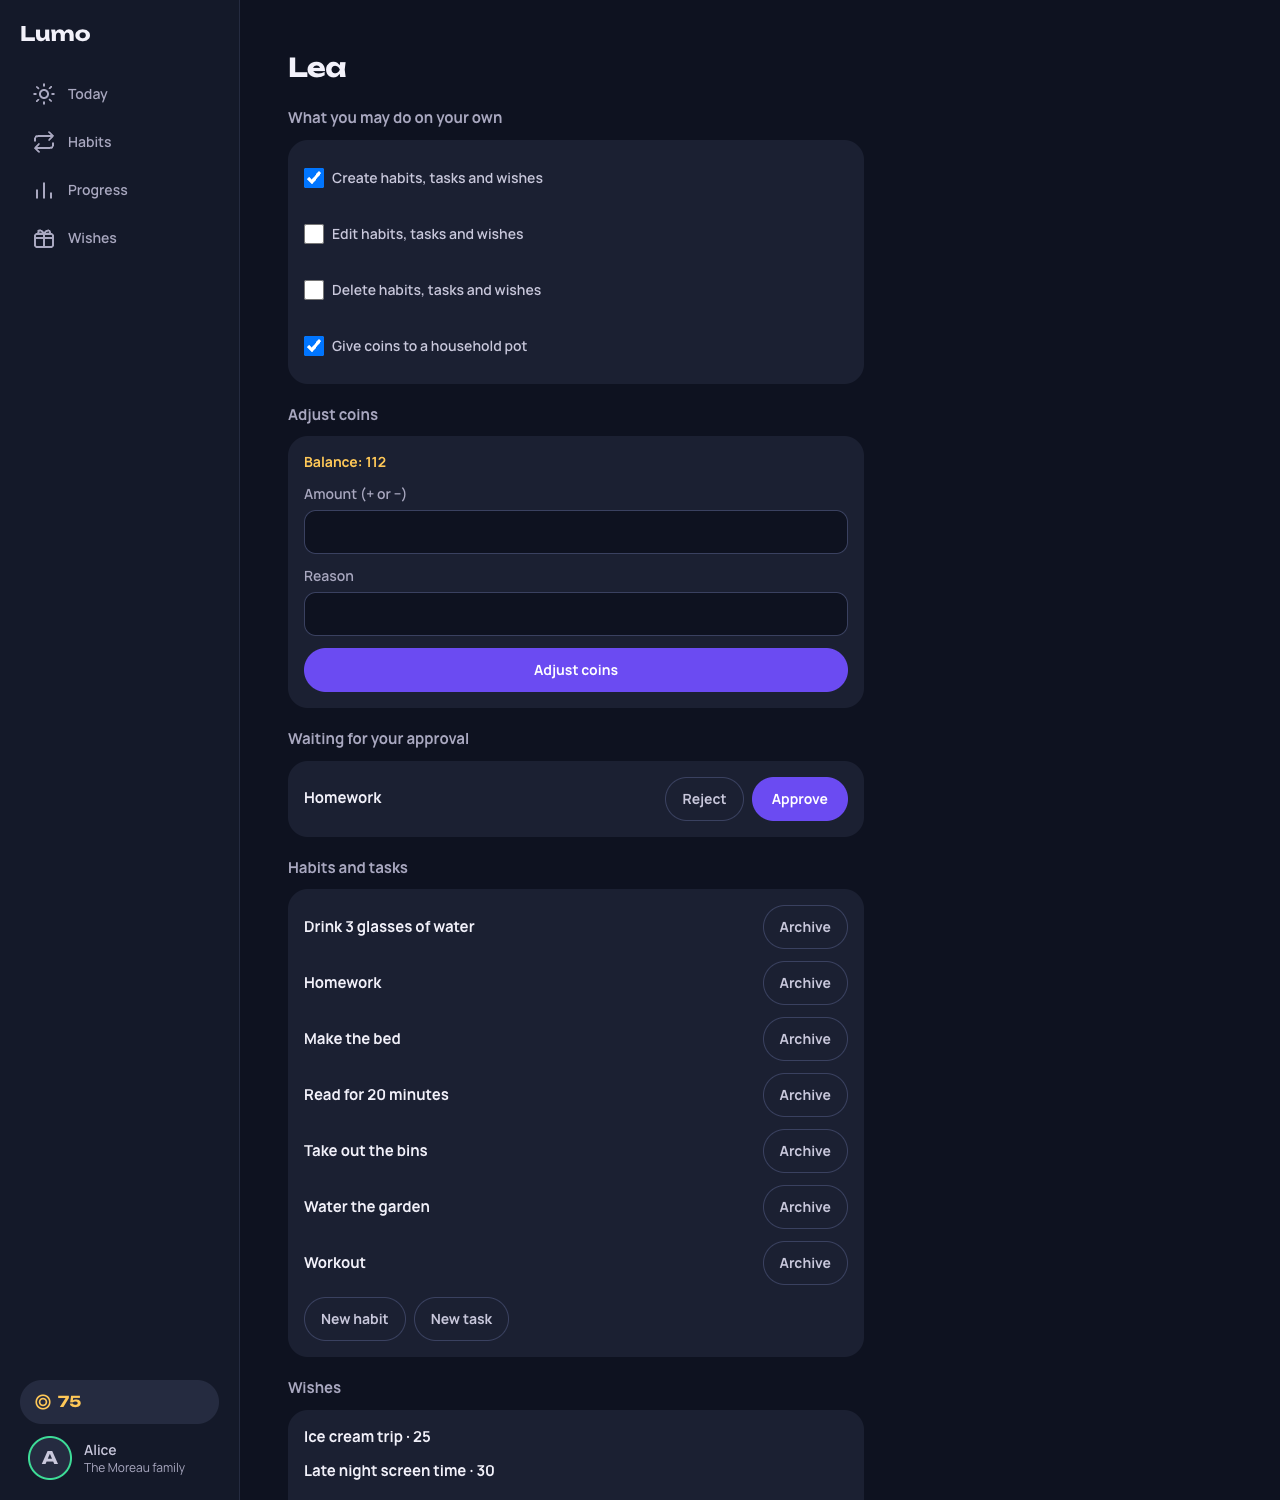 Lumo
Today
Habits
Progress
Wishes
Lea
What you may do on your own
Create habits, tasks and wishes
Edit habits, tasks and wishes
Delete habits, tasks and wishes
Give coins to a household pot
Adjust coins
Balance: 112
Amount (+ or −)
Reason
Adjust coins
Waiting for your approval
Homework
Reject
Approve
Habits and tasks
Drink 3 glasses of water
Archive
Homework
Archive
Make the bed
Archive
Read for 20 minutes
Archive
Take out the bins
Archive
Water the garden
Archive
Workout
Archive
New habit
New task
Wishes
Ice cream trip · 25
Late night screen time · 30
75
A
Alice
The Moreau family